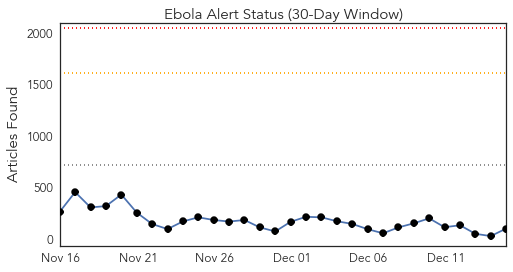 Ebola Alert Status (30-Day Window)
Articles Found
2000
1500
1000
500
0
Nov 16
Nov 21
Nov 26
Dec 01
Dec 06
Dec 11